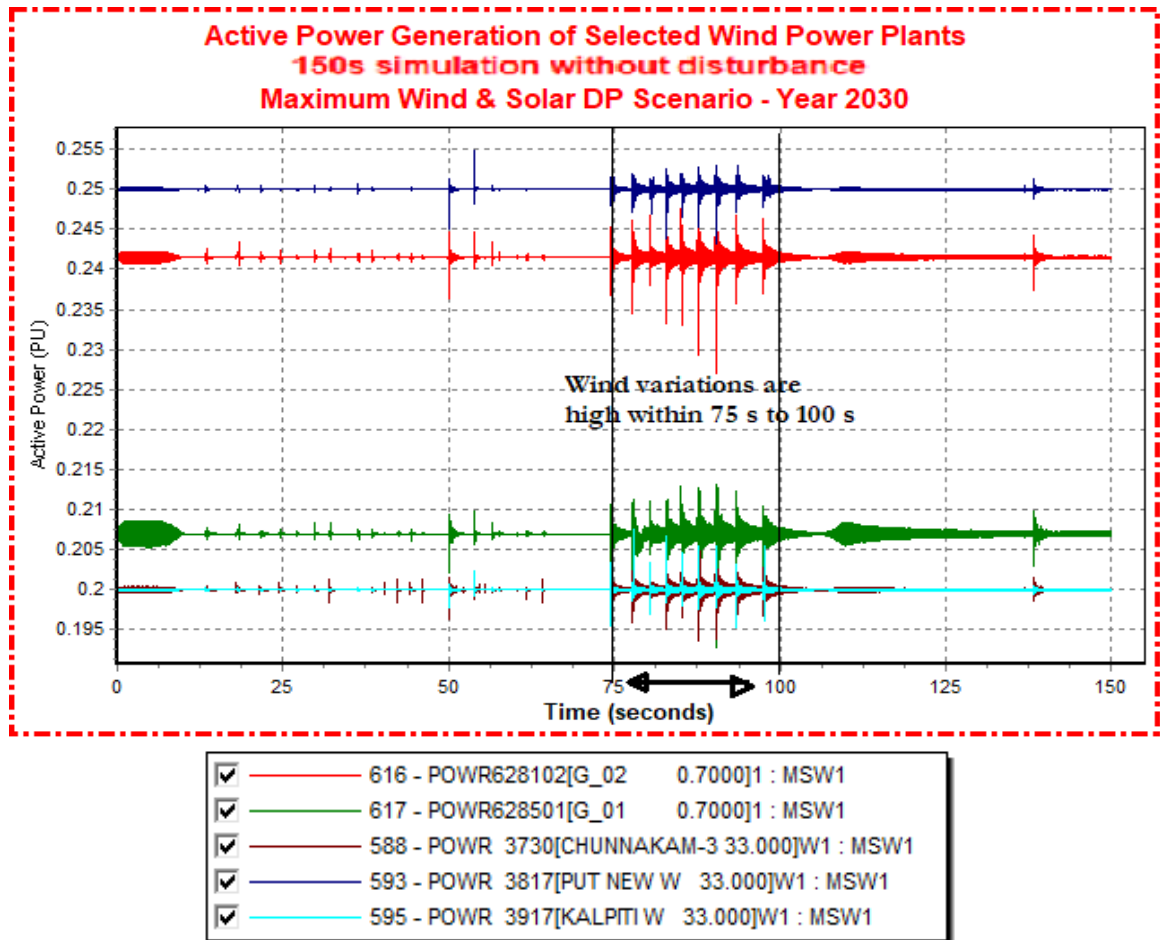 Active Power Generation of Selected Wind Power Plants
150s simulation without disturbance
Maximum Wind & Solar DP Scenario - Year 2030
Active Power (PU)
0.255
0.25
0.245
0.24
0.235
0.23
0.225
0.22
0.215
0.21
0.205
0.2
0.195
Wind variations are
high within 75 s to 100 s
0 25 50 75 100 125 150
Time (seconds)
616 - POWR628102[G_02 0.7000]1 : MSW1
617 - POWR628501[G_01 0.7000]1 : MSW1
588 - POWR 3730[CHUNNAKAM-3 33.000]W1 : MSW1
593 - POWR 3817[PUT NEW W 33.000]W1 : MSW1
595 - POWR 3917[KALPITI W 33.000]W1 : MSW1